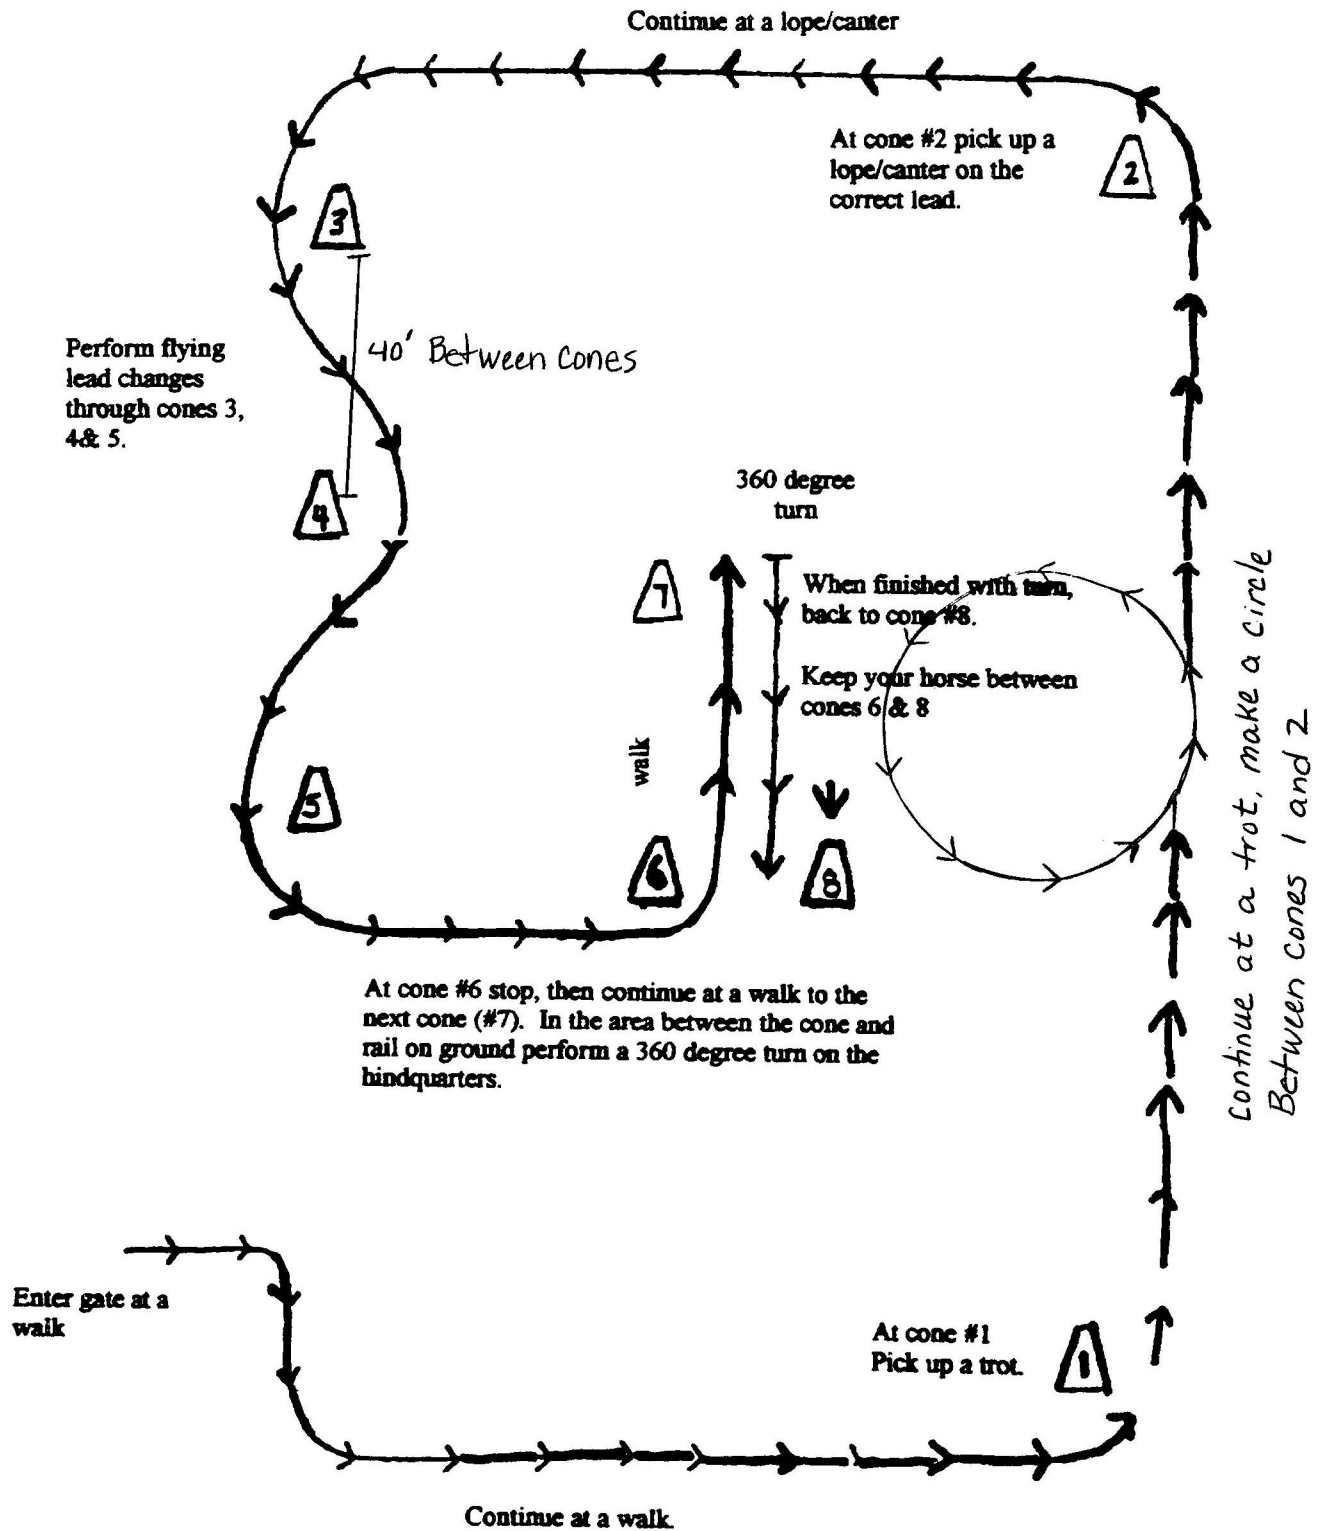 Continue at a lope/canter
At cone #2 pick up a
lope/canter on the
correct lead.
2
3
40' Between Cones
Perform flying
lead changes
through cones 3,
4& 5.
4
360 degree
turn
7
When finished with turn,
back to cone #8.
Keep your horse between
cones 6 & 8
walk
5
6
8
Continue at a trot, make a circle
Between Cones 1 and 2
At cone #6 stop, then continue at a walk to the
next cone (#7). In the area between the cone and
rail on ground perform a 360 degree turn on the
hindquarters.
Enter gate at a
walk
At cone #1
Pick up a trot.
1
Continue at a walk.